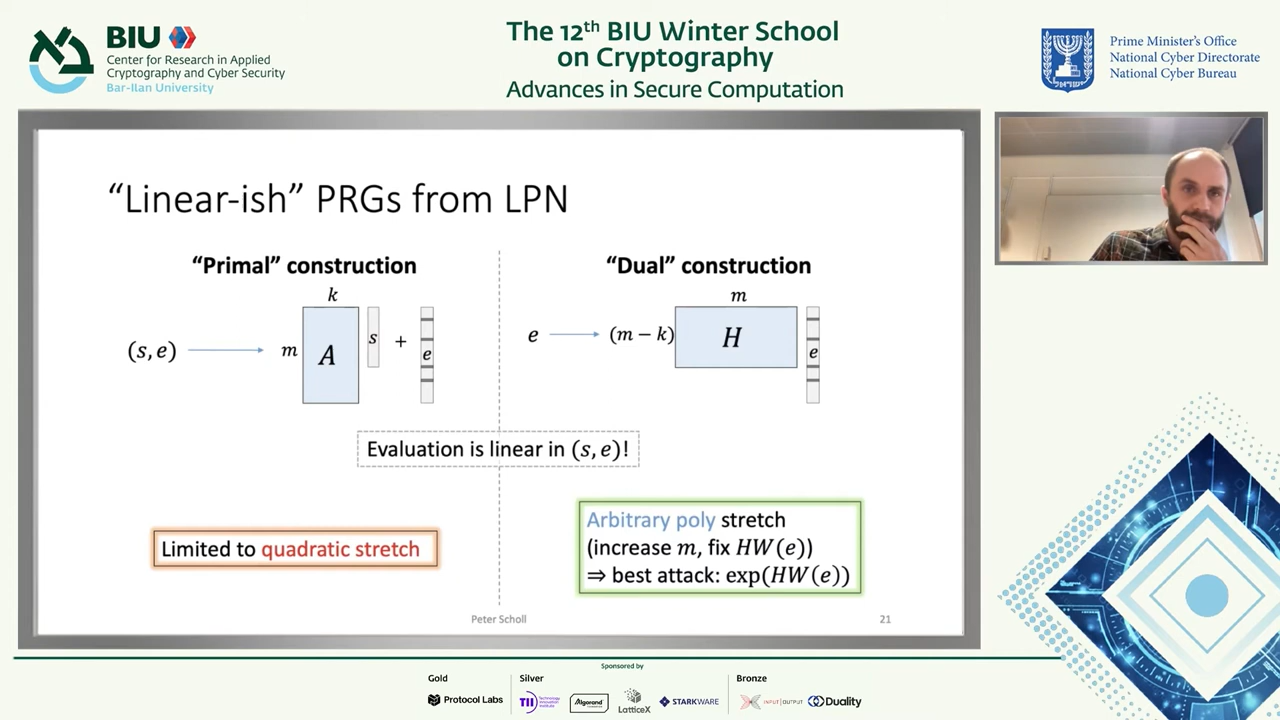 BIU
Center for Research in Applied
Cryptography and Cyber Security
Bar-Ilan University
The 12th BIU Winter School
on Cryptography
Advances in Secure Computation
Prime Minister's Office
National Cyber Directorate
National Cyber Bureau
“Linear-ish” PRGs from LPN
“Primal” construction
k
(s, e)
m
A
s
+
e
“Dual” construction
m
e
(m − k)
H
e
Evaluation is linear in (s, e)!
Limited to quadratic stretch
Arbitrary poly stretch
(increase m, fix HW(e))
⇒ best attack: exp(HW(e))
Peter Scholl
21
Sponsored by
Gold
Protocol Labs
Silver
TII Technology Innovation Institute
Algorand
LatticeX
STARKWARE
Bronze
INPUT | OUTPUT
Duality